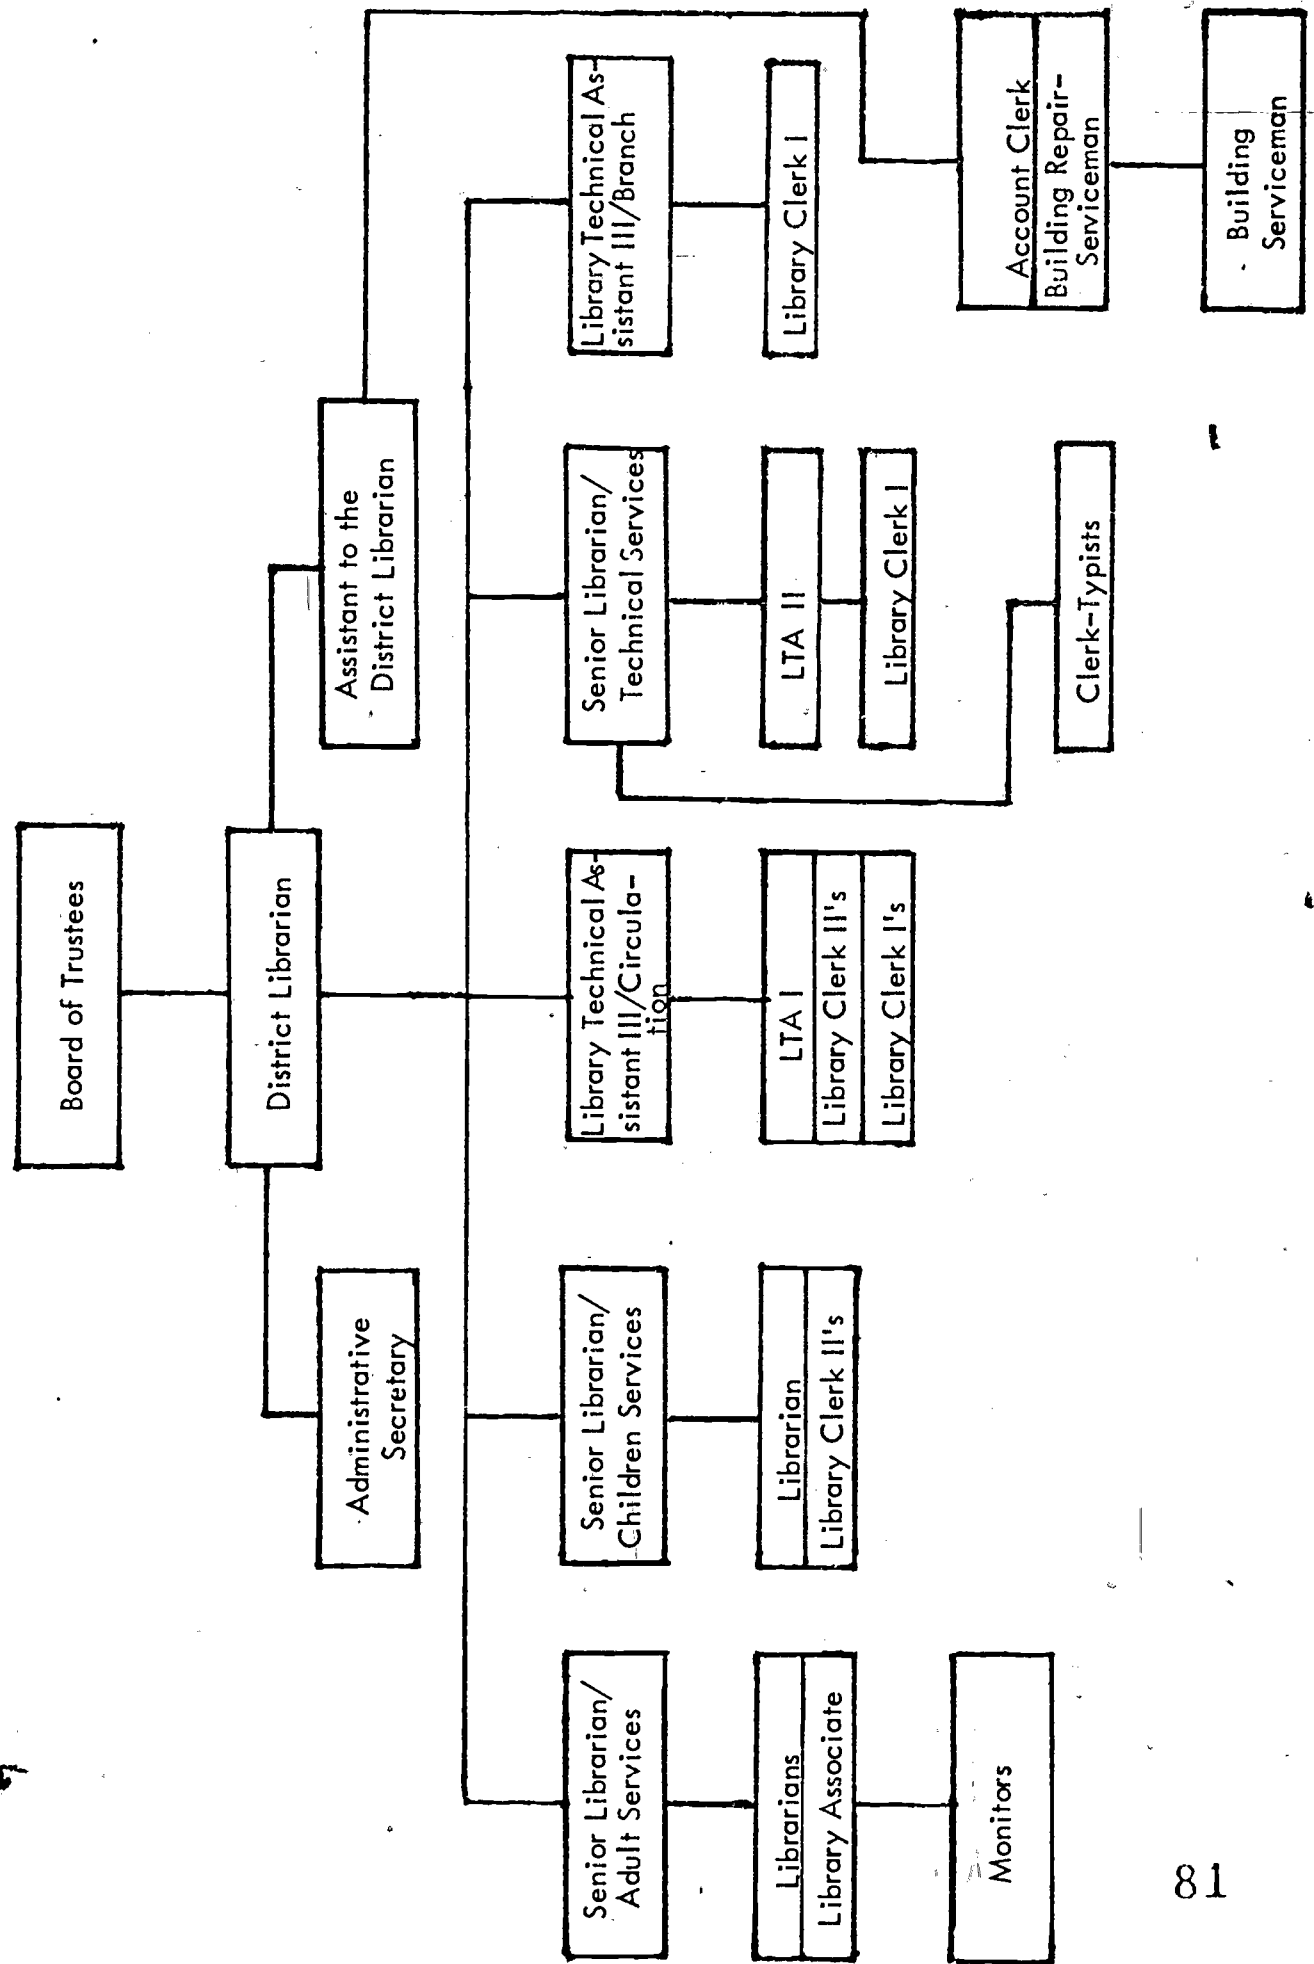 Board of Trustees
District Librarian
Administrative
Secretary
Assistant to the
District Librarian
Senior Librarian/
Adult Services
Librarians
Library Associate
Monitors
Senior Librarian/
Children Services
Librarian
Library Clerk II's
Library Technical As-
sistant III/Circula-
tion
LTA I
Library Clerk II's
Library Clerk I's
Senior Librarian/
Technical Services
LTA II
Library Clerk I
Clerk-Typists
Library Technical As-
sistant III/Branch
Library Clerk I
Account Clerk
Building Repair-
Serviceman
Building
Serviceman
81